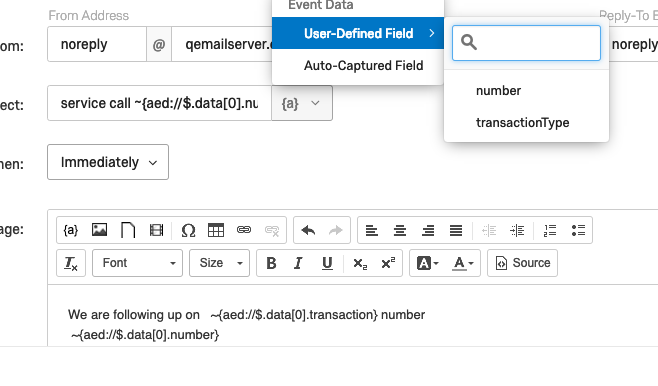 From Address
Event Data
Reply-To E
om:
noreply
@
qemailserver.
User-Defined Field
noreply
Auto-Captured Field
number
transactionType
ect:
service call ~{aed://$.data[0].nu
{a}
hen:
Immediately
age:
{a}
Font
Size
B I U x₂ x² A A Source
We are following up on ~{aed://$.data[0].transaction} number
~{aed://$.data[0].number}